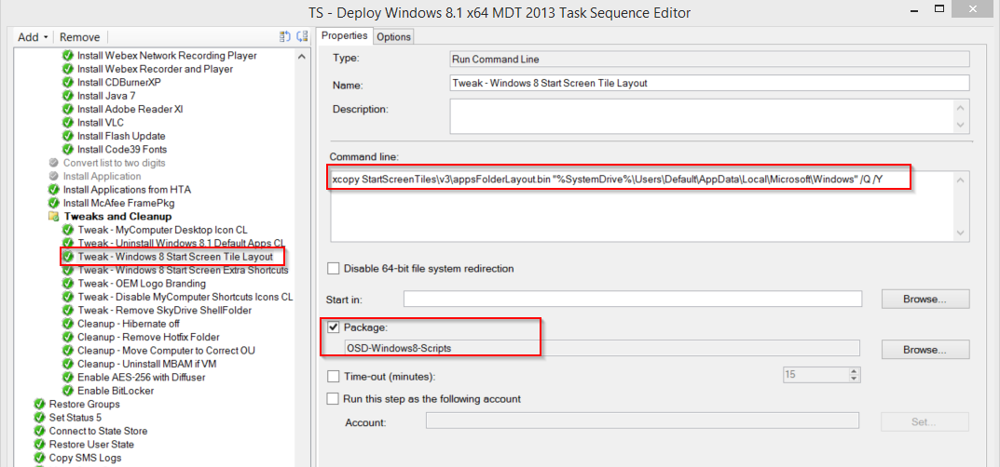 TS - Deploy Windows 8.1 x64 MDT 2013 Task Sequence Editor
Add Remove
Install Webex Network Recording Player
Install Webex Recorder and Player
Install CDBurnerXP
Install Java 7
Install Adobe Reader XI
Install VLC
Install Flash Update
Install Code39 Fonts
Convert list to two digits
Install Application
Install Applications from HTA
Install McAfee FramePkg
Tweaks and Cleanup
Tweak - MyComputer Desktop Icon CL
Tweak - Uninstall Windows 8.1 Default Apps CL
Tweak - Windows 8 Start Screen Tile Layout
Tweak - Windows 8 Start Screen Extra Shortcuts
Tweak - OEM Logo Branding
Tweak - Disable MyComputer Shortcuts Icons CL
Tweak - Remove SkyDrive ShellFolder
Cleanup - Hibernate off
Cleanup - Remove Hotfix Folder
Cleanup - Move Computer to Correct OU
Cleanup - Uninstall MBAM if VM
Enable AES-256 with Diffuser
Enable BitLocker
Restore Groups
Set Status 5
Connect to State Store
Restore User State
Copy SMS Logs
Properties Options
Type: Run Command Line
Name: Tweak - Windows 8 Start Screen Tile Layout
Description:
Command line:
xcopy StartScreenTiles\v3\appsFolderLayout.bin "%SystemDrive%\Users\Default\AppData\Local\Microsoft\Windows" /Q /Y
Disable 64-bit file system redirection
Start in: Browse...
Package:
OSD-Windows8-Scripts Browse...
Time-out (minutes): 15
Run this step as the following account
Account: Set...